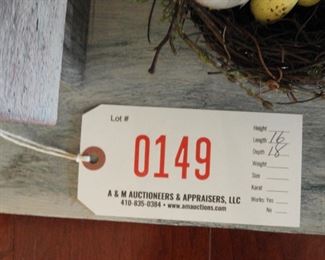 Lot #
0149
A & M AUCTIONEERS & APPRAISERS, LLC
410-835-0384 • www.amauctions.com
Height
Length 16
Depth 18
Weight
Size
Karat
Works: Yes
No